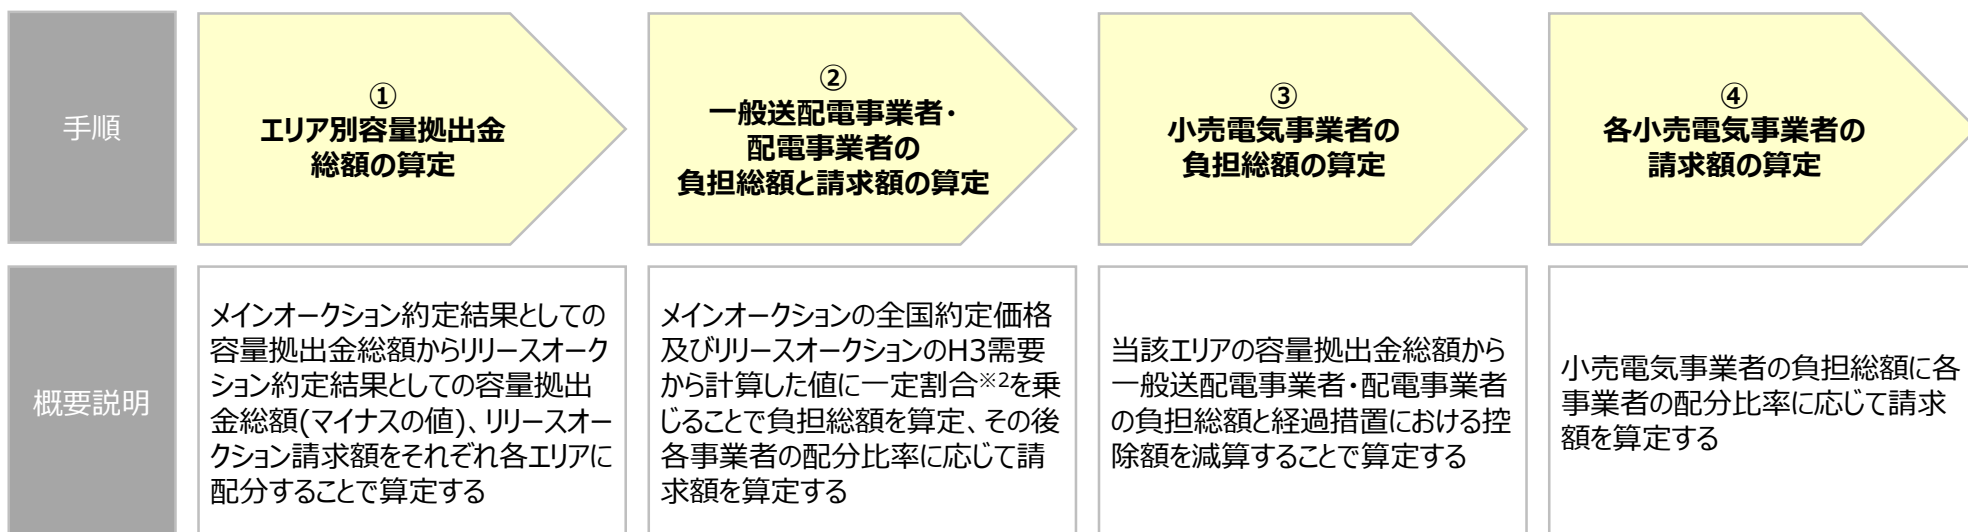 手順
①
エリア別容量拠出金
総額の算定
②
一般送配電事業者・
配電事業者の
負担総額と請求額の算定
③
小売電気事業者の
負担総額の算定
④
各小売電気事業者の
請求額の算定
概要説明
メインオークション約定結果としての
容量拠出金総額からリリースオーク
ション約定結果としての容量拠出
金総額(マイナスの値)、リリースオー
クション請求額をそれぞれ各エリアに
配分することで算定する
メインオークションの全国約定価格
及びリリースオークションのH3需要
から計算した値に一定割合※2を乗
じることで負担総額を算定、その後
各事業者の配分比率に応じて請
求額を算定する
当該エリアの容量拠出金総額から
一般送配電事業者・配電事業者
の負担総額と経過措置における控
除額を減算することで算定する
小売電気事業者の負担総額に各
事業者の配分比率に応じて請求
額を算定する